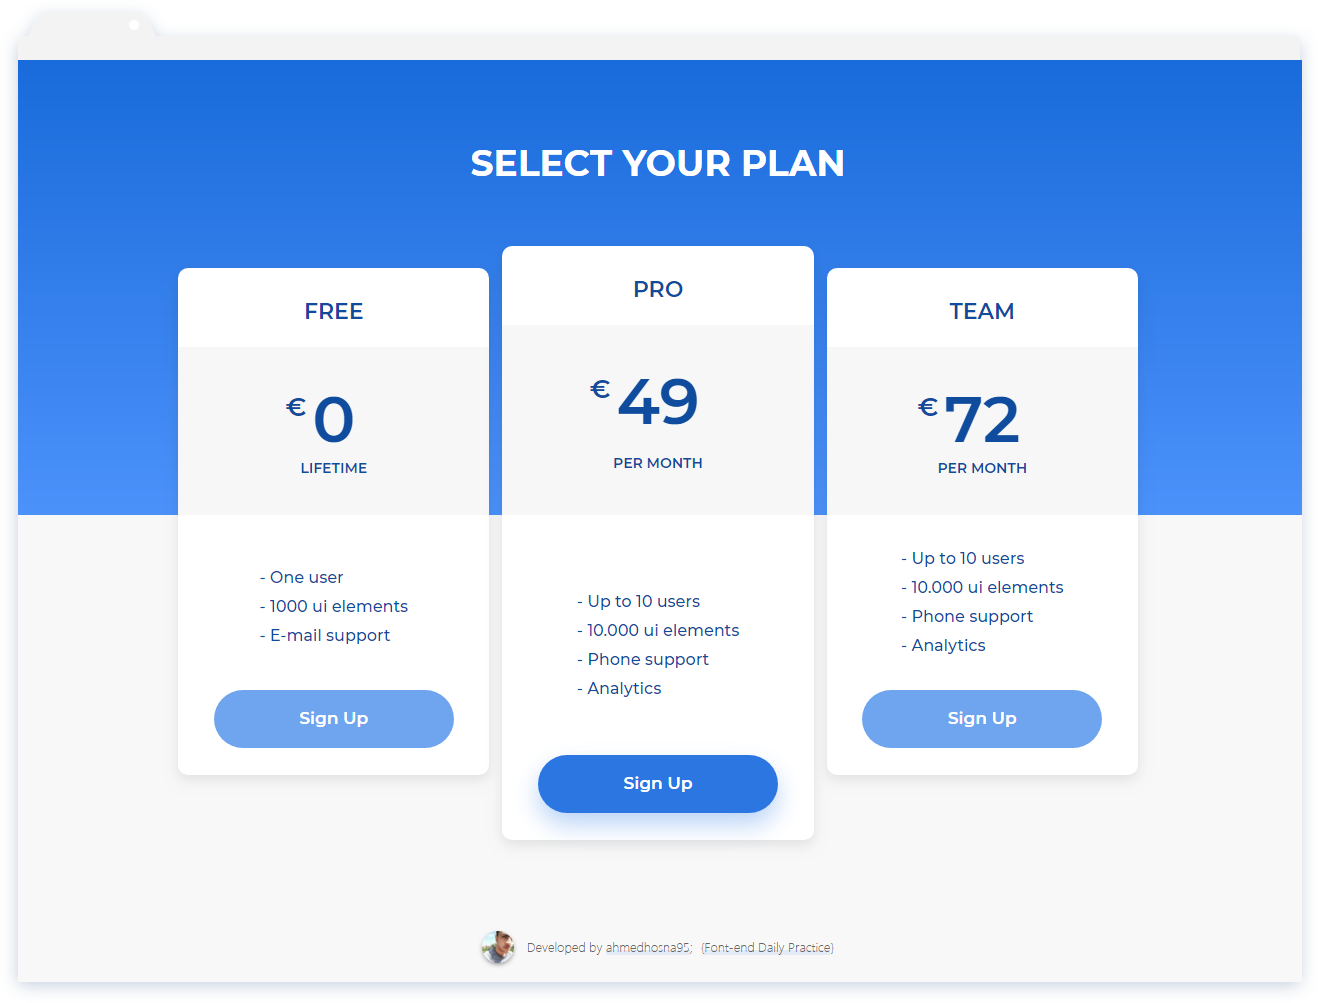 SELECT YOUR PLAN
FREE
€0
LIFETIME
- One user
- 1000 ui elements
- E-mail support
Sign Up
PRO
€49
PER MONTH
- Up to 10 users
- 10.000 ui elements
- Phone support
- Analytics
Sign Up
TEAM
€72
PER MONTH
- Up to 10 users
- 10.000 ui elements
- Phone support
- Analytics
Sign Up
Developed by ahmedhosna95; (Font-end Daily Practice)